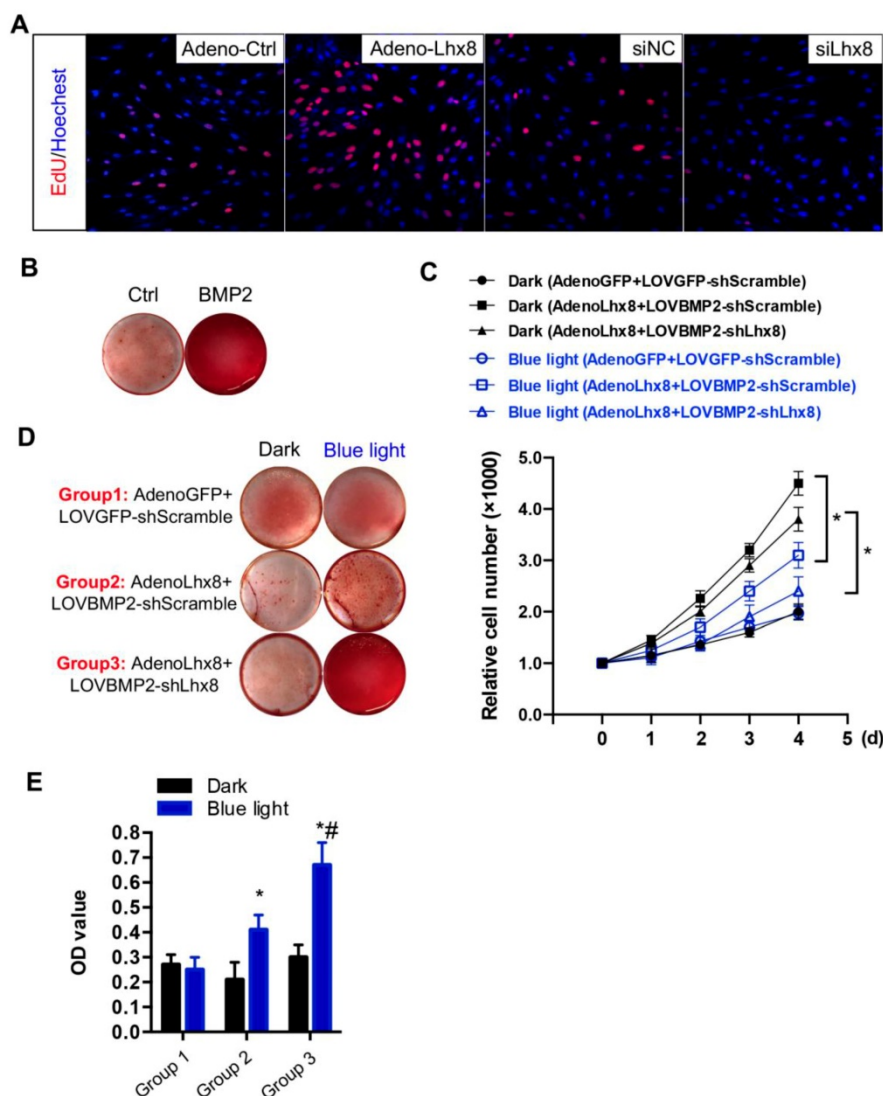 A
Adeno-Ctrl
Adeno-Lhx8
siNC
siLhx8
EdU/Hoechest
B
Ctrl
BMP2
C
Dark (AdenoGFP+LOVGFP-shScramble)
Dark (AdenoLhx8+LOVBMP2-shScramble)
Dark (AdenoLhx8+LOVBMP2-shLhx8)
Blue light (AdenoGFP+LOVGFP-shScramble)
Blue light (AdenoLhx8+LOVBMP2-shScramble)
Blue light (AdenoLhx8+LOVBMP2-shLhx8)
Relative cell number (×1000)
5.0
4.0
3.0
2.0
1.0
0.0
0 1 2 3 4 5 (d)
*
*
D
Dark Blue light
Group1: AdenoGFP+
LOVGFP-shScramble
Group2: AdenoLhx8+
LOVBMP2-shScramble
Group3: AdenoLhx8+
LOVBMP2-shLhx8
E
Dark
Blue light
OD value
0.8
0.7
0.6
0.5
0.4
0.3
0.2
0.1
0.0
*
*#
Group 1
Group 2
Group 3